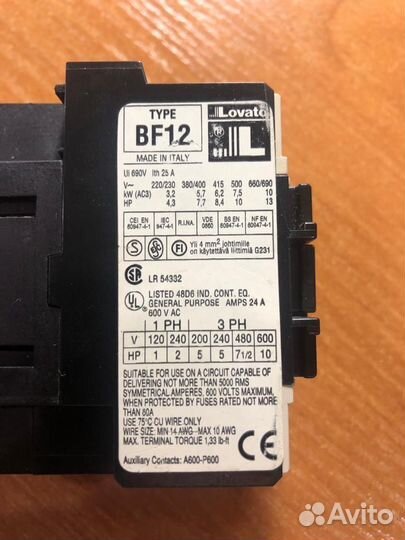 TYPE
BF12
Lovato
®
MADE IN ITALY
Ui 690V Ith 25 A
V~ 220/230 380/400 415 500 660/690
kW (AC3) 3,2 5,7 6,2 7,5 10
HP 4,3 7,7 8,4 10 13
CEI EN 60947-4-1 IEC 947-4-1 R.I.N.A. VDE 0660 BS EN 60947-4-1 NF EN 60947-4-1
S S FI Yli 4 mm² johtimille on käytettävä liittimiä G231
LR 54332
LISTED 48D6 IND. CONT. EQ.
GENERAL PURPOSE AMPS 24 A
600 V AC
1 PH 3 PH
V 120 240 200 240 480 600
HP 1 2 5 5 7 1/2 10
SUITABLE FOR USE ON A CIRCUIT CAPABLE OF
DELIVERING NOT MORE THAN 5000 RMS
SYMMETRICAL AMPERES, 600 VOLTS MAXIMUM,
WHEN PROTECTED BY FUSES RATED NOT MORE
THAN 80A
USE 75°C CU WIRE ONLY
WIRE SIZE: MIN 14 AWG - MAX 10 AWG
MAX. TERMINAL TORQUE 1,33 lb-ft
CE
Auxiliary Contacts: A600-P600
Avito